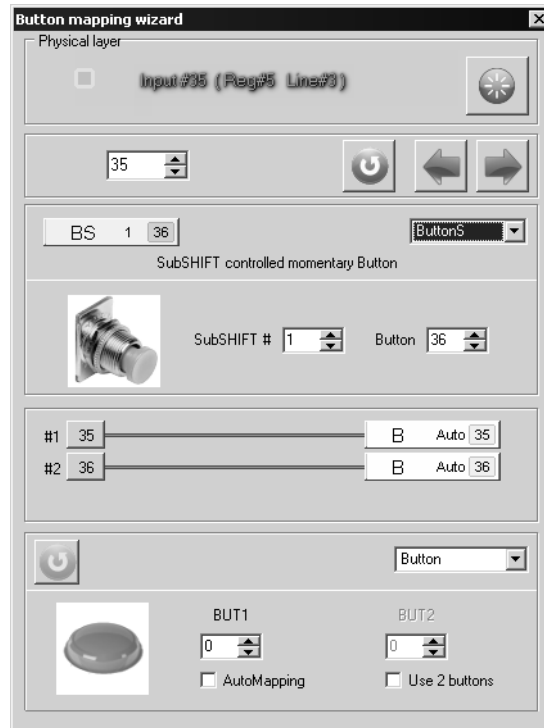 Button mapping wizard
Physical layer
Input #35 (Reg#5 Line#3)
35
BS 1 36 ButtonS
SubSHIFT controlled momentary Button
SubSHIFT # 1 Button 36
#1 35 B Auto 35
#2 36 B Auto 36
Button
BUT1 BUT2
0 0
AutoMapping Use 2 buttons